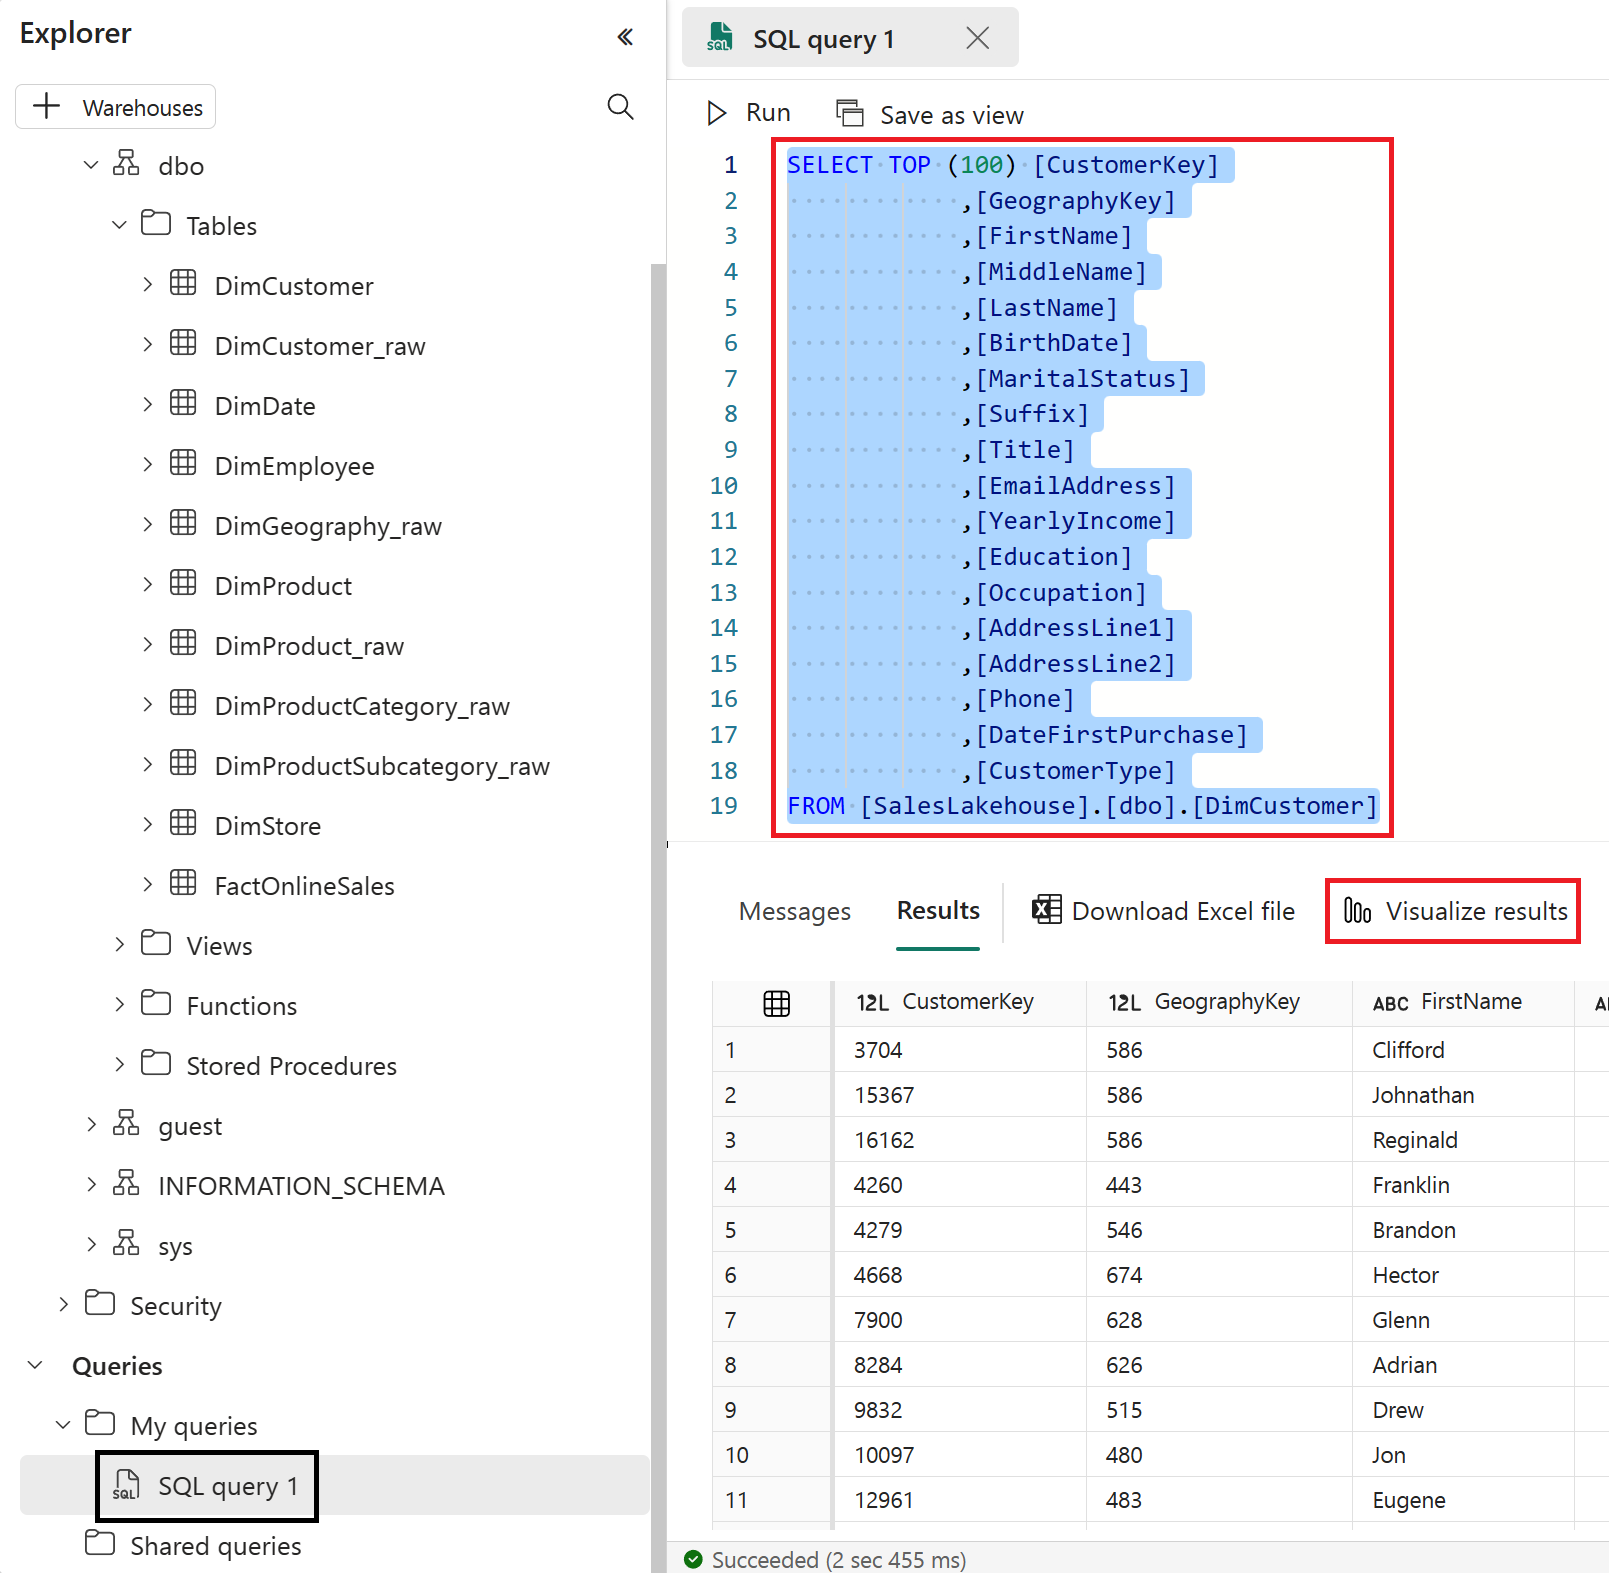 Explorer
Warehouses
dbo
Tables
DimCustomer
DimCustomer_raw
DimDate
DimEmployee
DimGeography_raw
DimProduct
DimProduct_raw
DimProductCategory_raw
DimProductSubcategory_raw
DimStore
FactOnlineSales
Views
Functions
Stored Procedures
guest
INFORMATION_SCHEMA
sys
Security
Queries
My queries
SQL SQL query 1
Shared queries
SQL SQL query 1
Run Save as view
1 SELECT TOP (100) [CustomerKey]
2 ,[GeographyKey]
3 ,[FirstName]
4 ,[MiddleName]
5 ,[LastName]
6 ,[BirthDate]
7 ,[MaritalStatus]
8 ,[Suffix]
9 ,[Title]
10 ,[EmailAddress]
11 ,[YearlyIncome]
12 ,[Education]
13 ,[Occupation]
14 ,[AddressLine1]
15 ,[AddressLine2]
16 ,[Phone]
17 ,[DateFirstPurchase]
18 ,[CustomerType]
19 FROM [SalesLakehouse].[dbo].[DimCustomer]
Messages Results Download Excel file Visualize results
12L CustomerKey 12L GeographyKey ABC FirstName
1 3704 586 Clifford
2 15367 586 Johnathan
3 16162 586 Reginald
4 4260 443 Franklin
5 4279 546 Brandon
6 4668 674 Hector
7 7900 628 Glenn
8 8284 626 Adrian
9 9832 515 Drew
10 10097 480 Jon
11 12961 483 Eugene
Succeeded (2 sec 455 ms)